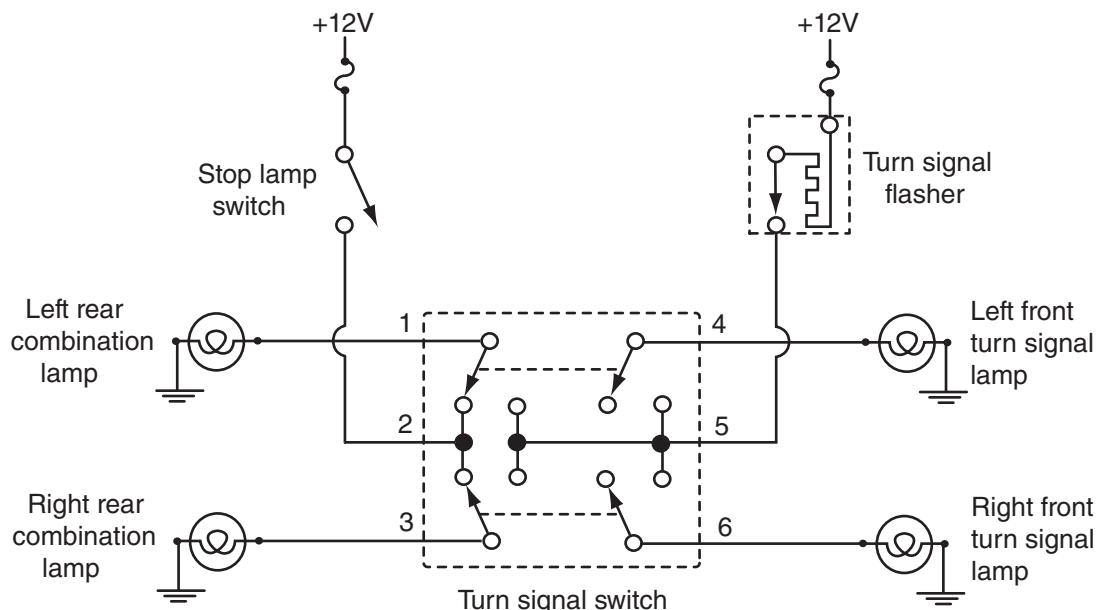 +12V
+12V
Stop lamp
switch
Turn signal
flasher
Left rear
combination
lamp
1
4
Left front
turn signal
lamp
2
5
Right rear
combination
lamp
3
6
Right front
turn signal
lamp
Turn signal switch